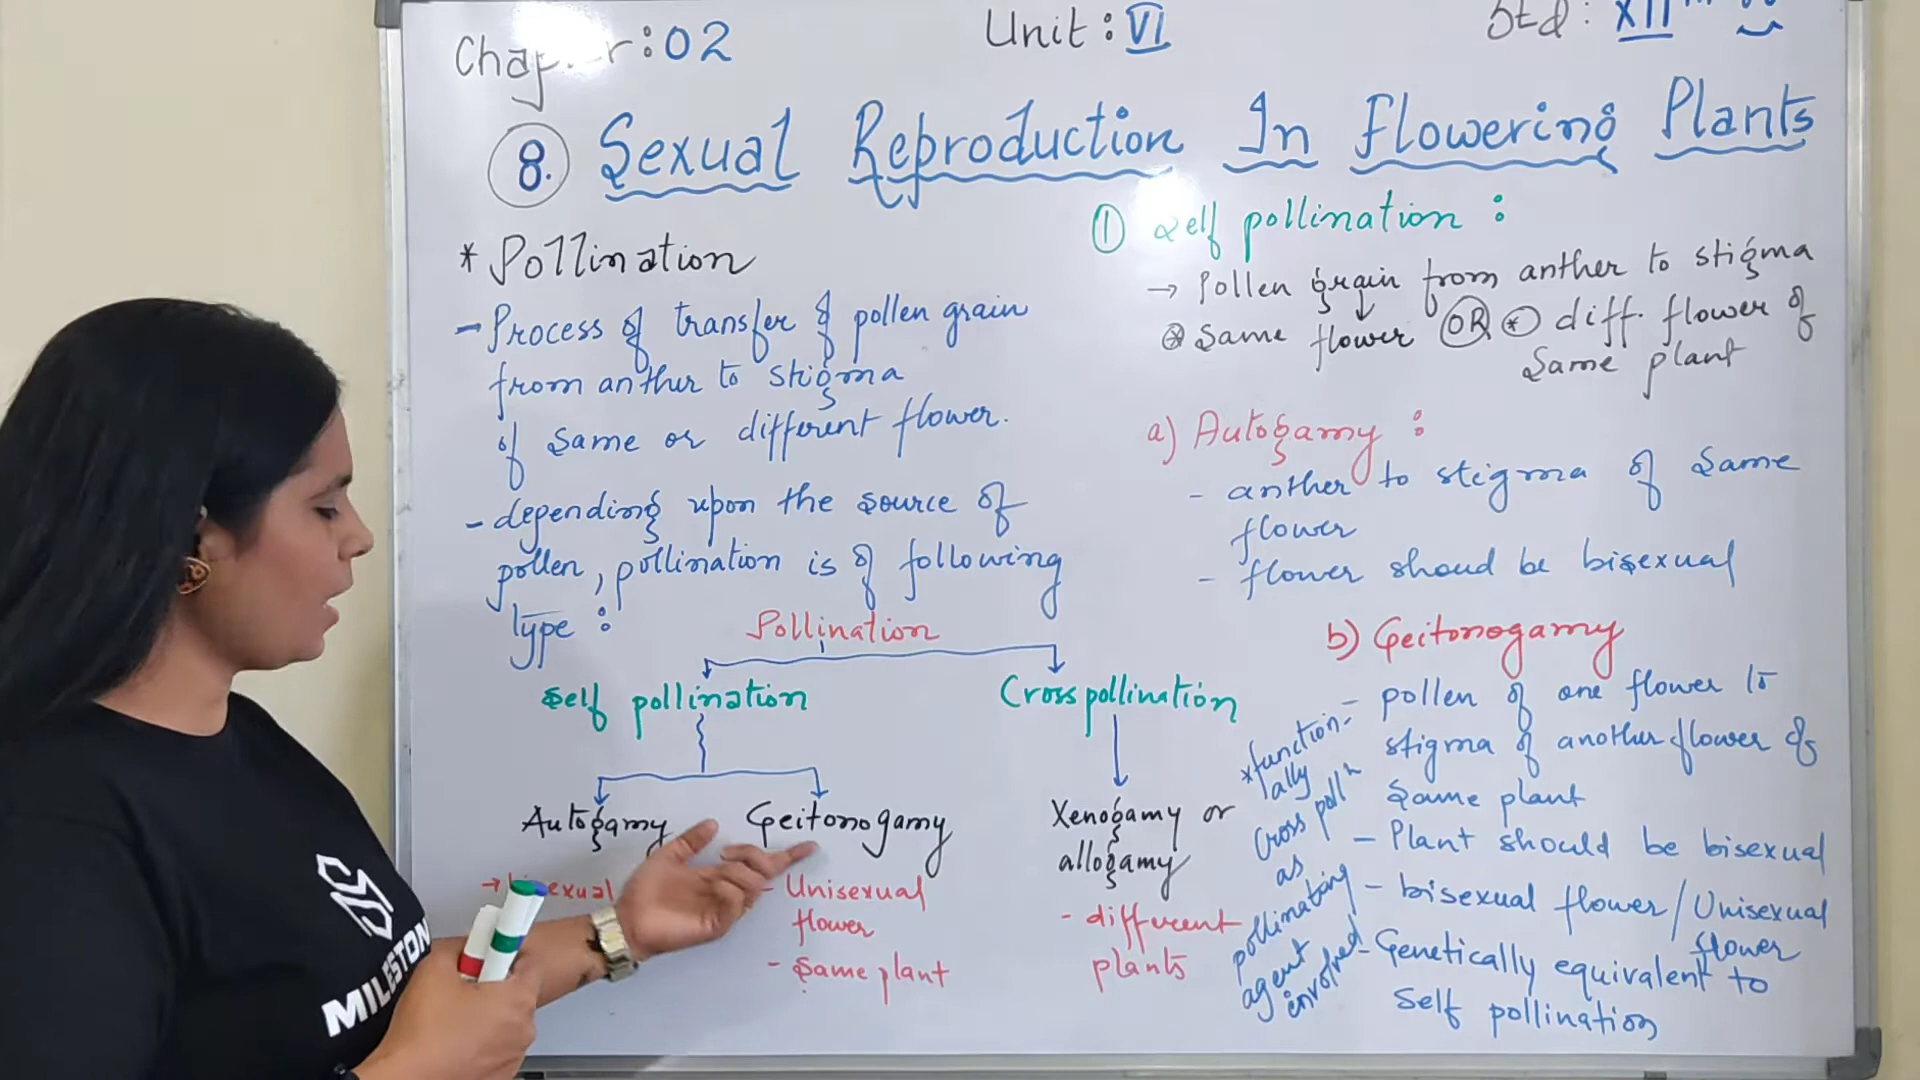 Chapter: 02
Unit: VI
Std: XII
8. Sexual Reproduction In Flowering Plants
* Pollination
- Process of transfer of pollen grain
from anther to stigma
of same or different flower.
- depending upon the source of
pollen, pollination is of following
type :
Pollination
Self pollination
Cross pollination
Autogamy
Geitonogamy
Xenogamy or
allogamy
- Unisexual
flower
- Same plant
- different
plants
① Self pollination :
→ Pollen grain from anther to stigma
* Same flower OR * diff. flower of
Same plant
a) Autogamy :
- anther to stigma of Same
flower
- flower shoud be bisexual
b) Geitonogamy
- pollen of one flower to
stigma of another flower of
Same plant
- Plant should be bisexual
- bisexual flower/Unisexual
flower
- Genetically equivalent to
Self pollination
* function-
ally
cross polln
as
pollinating
agent
involved
MILESTON